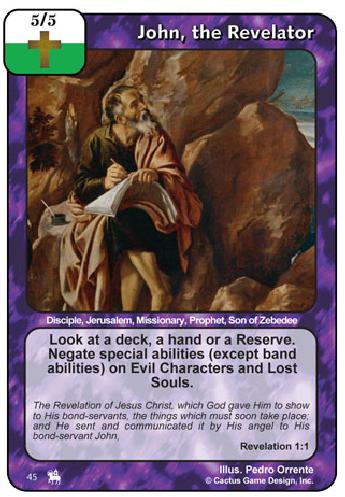 5/5
John, the Revelator
Disciple, Jerusalem, Missionary, Prophet, Son of Zebedee
Look at a deck, a hand or a Reserve.
Negate special abilities (except band
abilities) on Evil Characters and Lost
Souls.
The Revelation of Jesus Christ, which God gave Him to show
to His bond-servants, the things which must soon take place;
and He sent and communicated it by His angel to His
bond-servant John,
Revelation 1:1
45
Illus. Pedro Orrente
© Cactus Game Design, Inc.